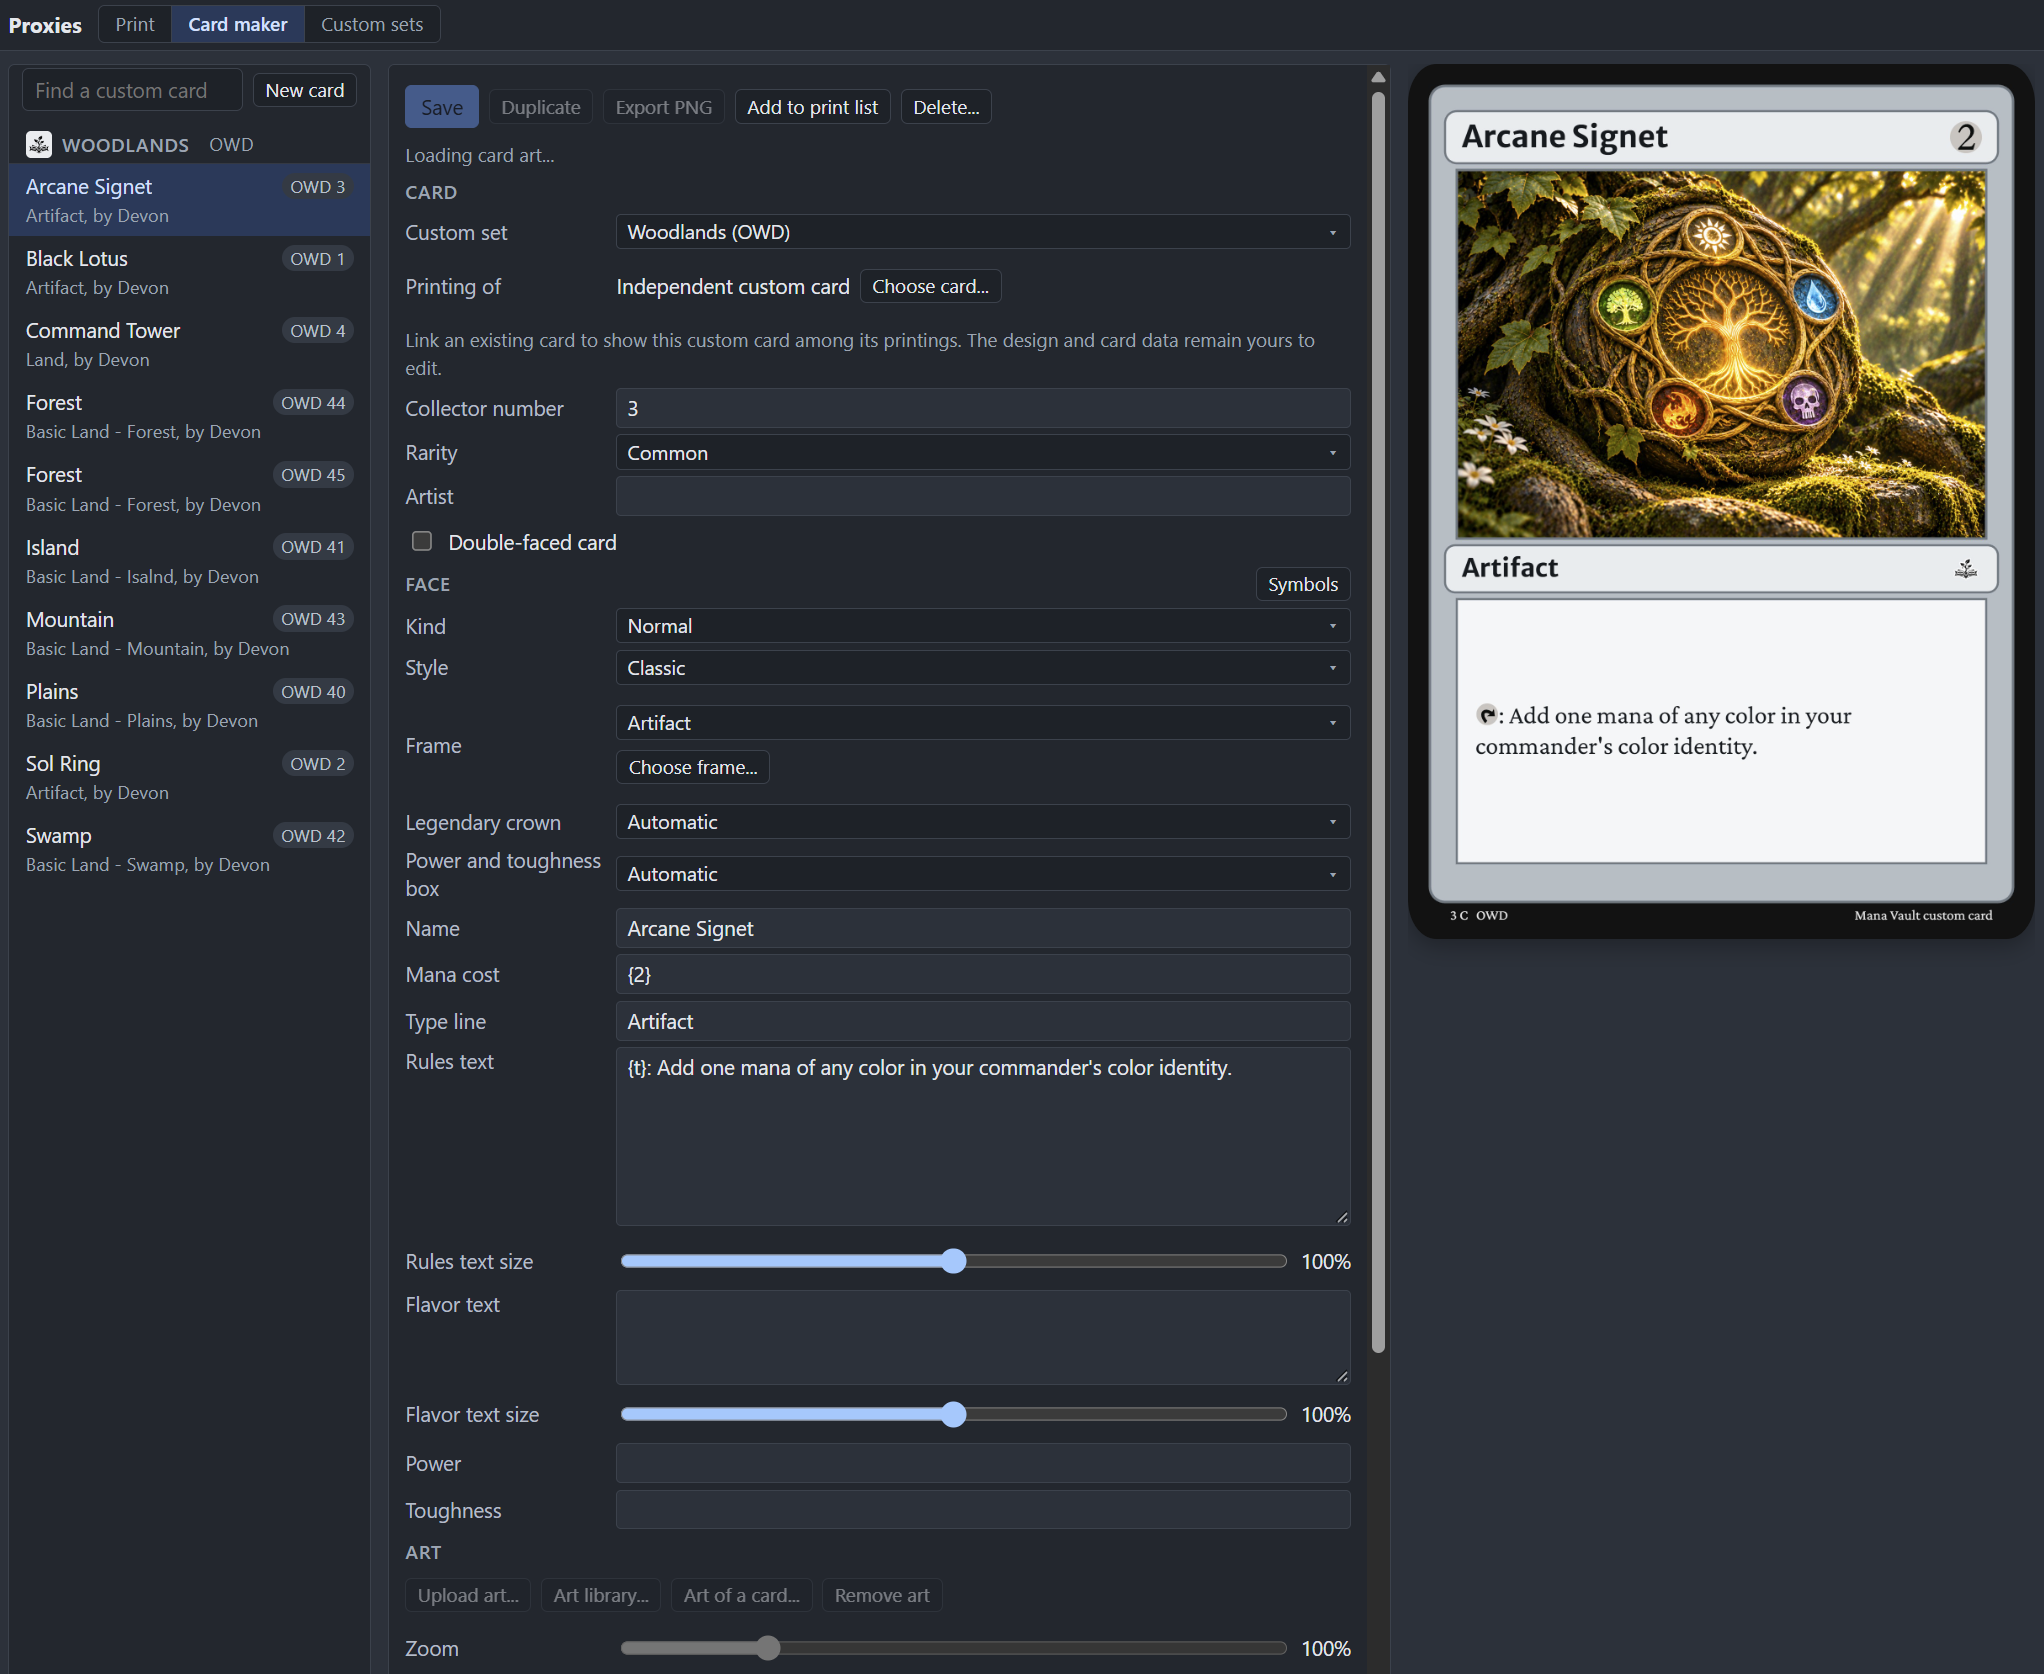 Proxies
Print
Card maker
Custom sets
Find a custom card
New card
WOODLANDS OWD
Arcane Signet OWD 3
Artifact, by Devon
Black Lotus OWD 1
Artifact, by Devon
Command Tower OWD 4
Land, by Devon
Forest OWD 44
Basic Land - Forest, by Devon
Forest OWD 45
Basic Land - Forest, by Devon
Island OWD 41
Basic Land - Isalnd, by Devon
Mountain OWD 43
Basic Land - Mountain, by Devon
Plains OWD 40
Basic Land - Plains, by Devon
Sol Ring OWD 2
Artifact, by Devon
Swamp OWD 42
Basic Land - Swamp, by Devon
Save
Duplicate
Export PNG
Add to print list
Delete...
Loading card art...
CARD
Custom set Woodlands (OWD)
Printing of Independent custom card Choose card...
Link an existing card to show this custom card among its printings. The design and card data remain yours to
edit.
Collector number 3
Rarity Common
Artist
Double-faced card
FACE Symbols
Kind Normal
Style Classic
Frame Artifact
Choose frame...
Legendary crown Automatic
Power and toughness
box Automatic
Name Arcane Signet
Mana cost {2}
Type line Artifact
Rules text {t}: Add one mana of any color in your commander's color identity.
Rules text size 100%
Flavor text
Flavor text size 100%
Power
Toughness
ART
Upload art...
Art library...
Art of a card...
Remove art
Zoom 100%
Arcane Signet 2
Artifact
: Add one mana of any color in your
commander's color identity.
3 C OWD Mana Vault custom card